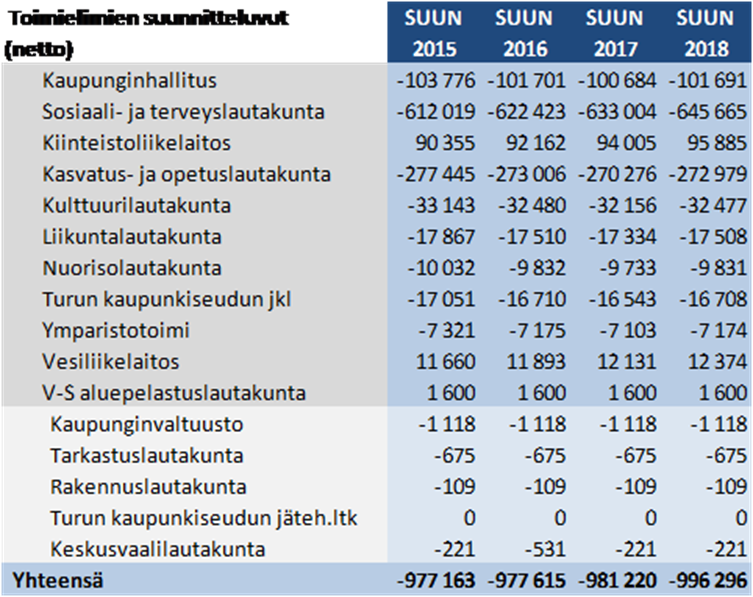 Toimielimien suunnitteluvut SUUN SUUN SUUN SUUN
(netto) 2015 2016 2017 2018
Kaupunginhallitus -103 776 -101 701 -100 684 -101 691
Sosiaali- ja terveyslautakunta -612 019 -622 423 -633 004 -645 665
Kiinteistoliikelaitos 90 355 92 162 94 005 95 885
Kasvatus- ja opetuslautakunta -277 445 -273 006 -270 276 -272 979
Kulttuurilautakunta -33 143 -32 480 -32 156 -32 477
Liikuntalautakunta -17 867 -17 510 -17 334 -17 508
Nuorisolautakunta -10 032 -9 832 -9 733 -9 831
Turun kaupunkiseudun jkl -17 051 -16 710 -16 543 -16 708
Ymparistotoimi -7 321 -7 175 -7 103 -7 174
Vesiliikelaitos 11 660 11 893 12 131 12 374
V-S aluepelastuslautakunta 1 600 1 600 1 600 1 600
Kaupunginvaltuusto -1 118 -1 118 -1 118 -1 118
Tarkastuslautakunta -675 -675 -675 -675
Rakennuslautakunta -109 -109 -109 -109
Turun kaupunkiseudun jäteh.ltk 0 0 0 0
Keskusvaalilautakunta -221 -531 -221 -221
Yhteensä -977 163 -977 615 -981 220 -996 296